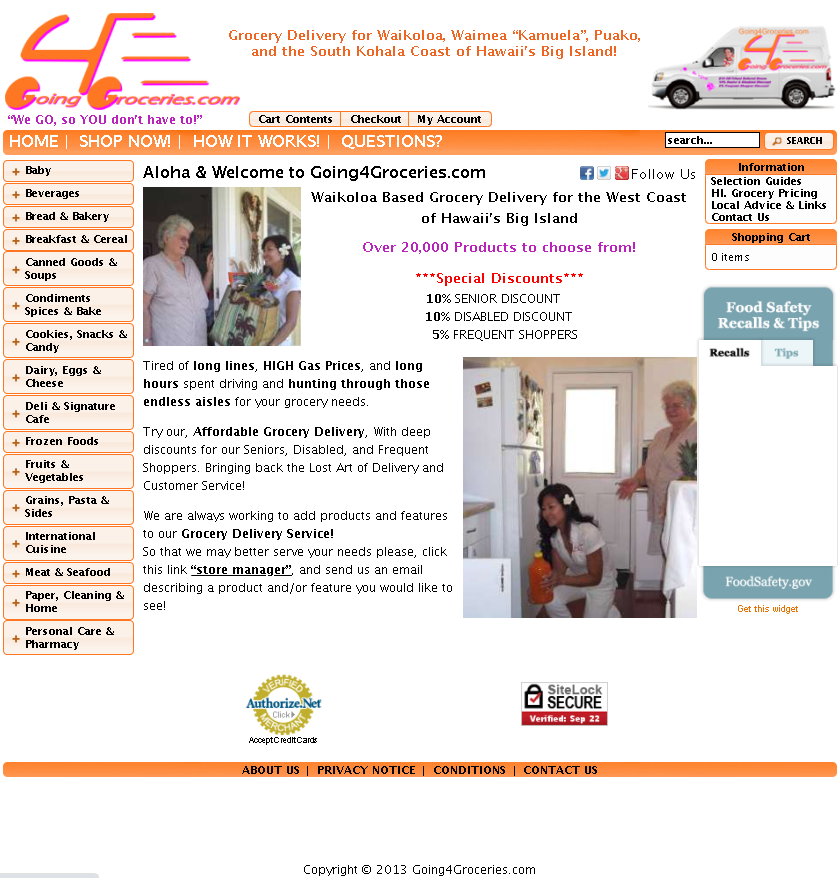 4
Going Groceries.com
"We GO, so YOU don't have to!"
Grocery Delivery for Waikoloa, Waimea “Kamuela”, Puako,
and the South Kohala Coast of Hawaii's Big Island!
Going4Groceries.com
Cart Contents | Checkout | My Account
HOME | SHOP NOW! | HOW IT WORKS! | QUESTIONS?
search...
SEARCH
Baby
Beverages
Bread & Bakery
Breakfast & Cereal
Canned Goods &
Soups
Condiments
Spices & Bake
Cookies, Snacks &
Candy
Dairy, Eggs &
Cheese
Deli & Signature
Cafe
Frozen Foods
Fruits &
Vegetables
Grains, Pasta &
Sides
International
Cuisine
Meat & Seafood
Paper, Cleaning &
Home
Personal Care &
Pharmacy
Aloha & Welcome to Going4Groceries.com
Follow Us
Waikoloa Based Grocery Delivery for the West Coast
of Hawaii's Big Island
Over 20,000 Products to choose from!
***Special Discounts***
10% SENIOR DISCOUNT
10% DISABLED DISCOUNT
5% FREQUENT SHOPPERS
Tired of long lines, HIGH Gas Prices, and long
hours spent driving and hunting through those
endless aisles for your grocery needs.
Try our, Affordable Grocery Delivery, With deep
discounts for our Seniors, Disabled, and Frequent
Shoppers. Bringing back the Lost Art of Delivery and
Customer Service!
We are always working to add products and features
to our Grocery Delivery Service!
So that we may better serve your needs please, click
this link “store manager”, and send us an email
describing a product and/or feature you would like to
see!
Information
Selection Guides
HI. Grocery Pricing
Local Advice & Links
Contact Us
Shopping Cart
0 items
Food Safety
Recalls & Tips
Recalls
Tips
FoodSafety.gov
Get this widget
VERIFIED
Authorize.Net
Click
MERCHANT
Accept Credit Cards
SiteLock
SECURE
Verified: Sep 22
ABOUT US | PRIVACY NOTICE | CONDITIONS | CONTACT US
Copyright © 2013 Going4Groceries.com